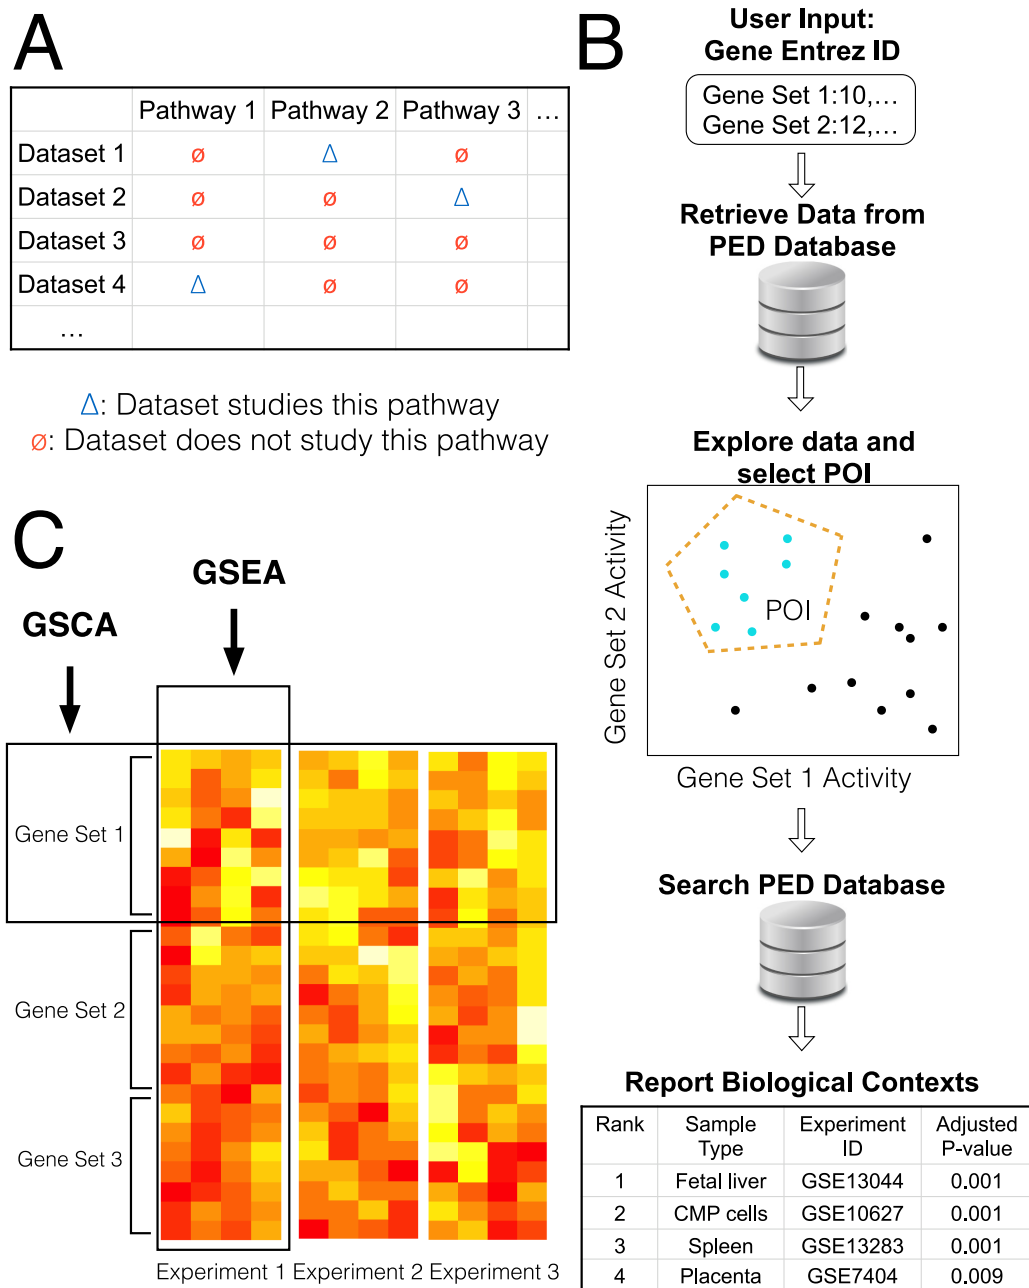 A
Pathway 1 Pathway 2 Pathway 3 ...
Dataset 1 ø Δ ø
Dataset 2 ø ø Δ
Dataset 3 ø ø ø
Dataset 4 Δ ø ø
...
Δ: Dataset studies this pathway
ø: Dataset does not study this pathway
B
User Input:
Gene Entrez ID
Gene Set 1:10,...
Gene Set 2:12,...
Retrieve Data from
PED Database
Explore data and
select POI
Gene Set 2 Activity
POI
Gene Set 1 Activity
Search PED Database
Report Biological Contexts
Rank Sample Type Experiment ID Adjusted P-value
1 Fetal liver GSE13044 0.001
2 CMP cells GSE10627 0.001
3 Spleen GSE13283 0.001
4 Placenta GSE7404 0.009
C
GSEA
GSCA
Gene Set 1
Gene Set 2
Gene Set 3
Experiment 1 Experiment 2 Experiment 3